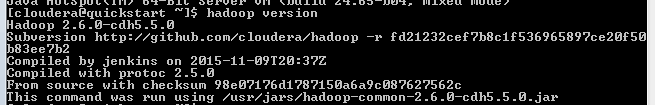 Java HotSpot(TM) 64-Bit Server VM (build 24.65-b04, mixed mode)
[cloudera@quickstart ~]$ hadoop version
Hadoop 2.6.0-cdh5.5.0
Subversion http://github.com/cloudera/hadoop -r fd21232cef7b8c1f536965897ce20f50
b83ee7b2
Compiled by jenkins on 2015-11-09T20:37Z
Compiled with protoc 2.5.0
From source with checksum 98e07176d1787150a6a9c087627562c
This command was run using /usr/jars/hadoop-common-2.6.0-cdh5.5.0.jar